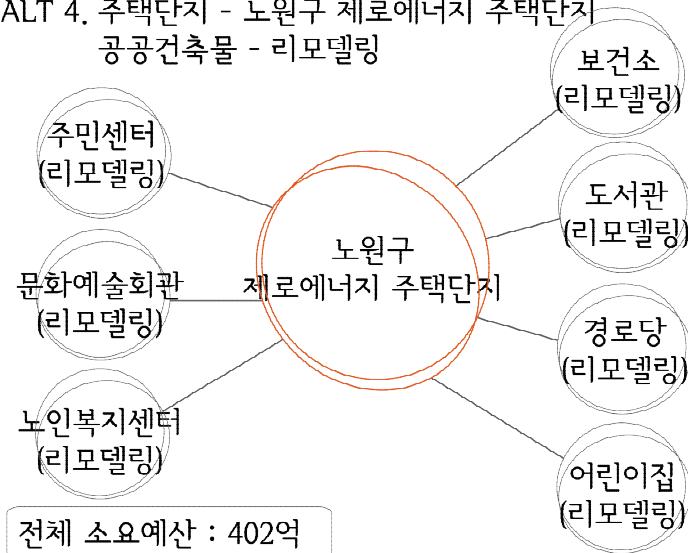 ALT 4. 주택단지 - 노원구 제로에너지 주택단지
공공건축물 - 리모델링
보건소
(리모델링)
주민센터
(리모델링)
도서관
(리모델링)
노원구
제로에너지 주택단지
문화예술회관
(리모델링)
경로당
(리모델링)
노인복지센터
(리모델링)
어린이집
(리모델링)
전체 소요예산 : 402억